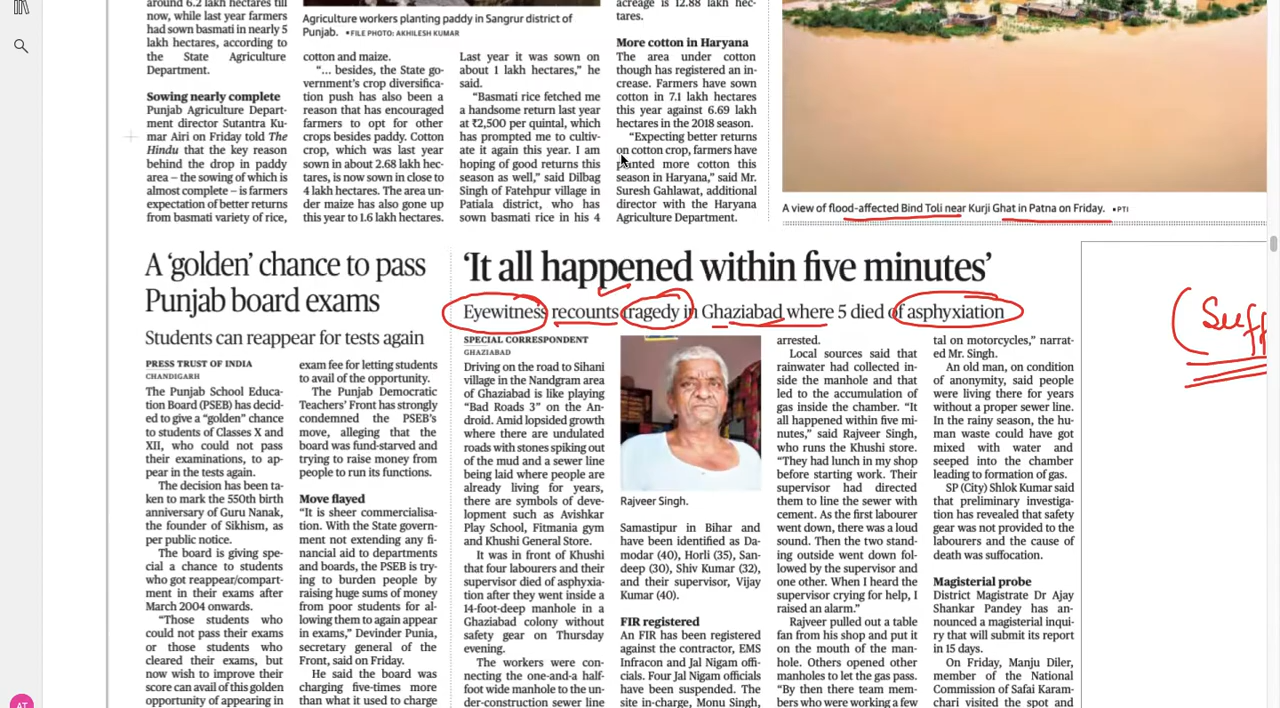 around 6.2 lakh hectares till
now, while last year farmers
had sown basmati in nearly 5
lakh hectares, according to
the State Agriculture
Department.
Sowing nearly complete
Punjab Agriculture Depart-
ment director Sutantra Ku-
mar Airi on Friday told The
Hindu that the key reason
behind the drop in paddy
area – the sowing of which is
almost complete – is farmers
expectation of better returns
from basmati variety of rice,
Agriculture workers planting paddy in Sangrur district of
Punjab. •FILE PHOTO: AKHILESH KUMAR
cotton and maize.
“... besides, the State go-
vernment’s crop diversifica-
tion push has also been a
reason that has encouraged
farmers to opt for other
crops besides paddy. Cotton
crop, which was last year
sown in about 2.68 lakh hec-
tares, is now sown in close to
4 lakh hectares. The area un-
der maize has also gone up
this year to 1.6 lakh hectares.
Last year it was sown on
about 1 lakh hectares,” he
said.
“Basmati rice fetched me
a handsome return last year
at ₹2,500 per quintal, which
has prompted me to cultiv-
ate it again this year. I am
hoping of good returns this
season as well,” said Dilbag
Singh of Fatehpur village in
Patiala district, who has
sown basmati rice in his 4
acreage is 12.88 lakh hec-
tares.
More cotton in Haryana
The area under cotton
though has registered an in-
crease. Farmers have sown
cotton in 7.1 lakh hectares
this year against 6.69 lakh
hectares in the 2018 season.
“Expecting better returns
on cotton crop, farmers have
planted more cotton this
season in Haryana,” said Mr.
Suresh Gahlawat, additional
director with the Haryana
Agriculture Department.
A view of flood-affected Bind Toli near Kurji Ghat in Patna on Friday. •PTI
A ‘golden’ chance to pass
Punjab board exams
Students can reappear for tests again
PRESS TRUST OF INDIA
CHANDIGARH
The Punjab School Educa-
tion Board (PSEB) has decid-
ed to give a “golden” chance
to students of Classes X and
XII, who could not pass
their examinations, to ap-
pear in the tests again.
The decision has been ta-
ken to mark the 550th birth
anniversary of Guru Nanak,
the founder of Sikhism, as
per public notice.
The board is giving spe-
cial a chance to students
who got reappear/compart-
ment in their exams after
March 2004 onwards.
“Those students who
could not pass their exams
or those students who
cleared their exams, but
now wish to improve their
score can avail of this golden
opportunity of appearing in
exam fee for letting students
to avail of the opportunity.
The Punjab Democratic
Teachers’ Front has strongly
condemned the PSEB’s
move, alleging that the
board was fund-starved and
trying to raise money from
people to run its functions.
Move flayed
“It is sheer commercialisa-
tion. With the State govern-
ment not extending any fi-
nancial aid to departments
and boards, the PSEB is try-
ing to burden people by
raising huge sums of money
from poor students for al-
lowing them to again appear
in exams,” Devinder Punia,
secretary general of the
Front, said on Friday.
He said the board was
charging five-times more
than what it used to charge
‘It all happened within five minutes’
Eyewitness recounts tragedy in Ghaziabad where 5 died of asphyxiation
SPECIAL CORRESPONDENT
GHAZIABAD
Driving on the road to Sihani
village in the Nandgram area
of Ghaziabad is like playing
“Bad Roads 3” on the An-
droid. Amid lopsided growth
where there are undulated
roads with stones spiking out
of the mud and a sewer line
being laid where people are
already living for years,
there are symbols of deve-
lopment such as Avishkar
Play School, Fitmania gym
and Khushi General Store.
It was in front of Khushi
that four labourers and their
supervisor died of asphyxia-
tion after they went inside a
14-foot-deep manhole in a
Ghaziabad colony without
safety gear on Thursday
evening.
The workers were con-
necting the one-and-a-half-
foot wide manhole to the un-
der-construction sewer line
Rajveer Singh.
Samastipur in Bihar and
have been identified as Da-
modar (40), Horli (35), San-
deep (30), Shiv Kumar (32),
and their supervisor, Vijay
Kumar (40).
FIR registered
An FIR has been registered
against the contractor, EMS
Infracon and Jal Nigam offi-
cials. Four Jal Nigam officials
have been suspended. The
site in-charge, Monu Singh,
arrested.
Local sources said that
rainwater had collected in-
side the manhole and that
led to the accumulation of
gas inside the chamber. “It
all happened within five mi-
nutes,” said Rajveer Singh,
who runs the Khushi store.
“They had lunch in my shop
before starting work. Their
supervisor had directed
them to line the sewer with
cement. As the first labourer
went down, there was a loud
sound. Then the two stand-
ing outside went down fol-
lowed by the supervisor and
one other. When I heard the
supervisor crying for help, I
raised an alarm.”
Rajveer pulled out a table
fan from his shop and put it
on the mouth of the man-
hole. Others opened other
manholes to let the gas pass.
“By then there team mem-
bers who were working a few
tal on motorcycles,” narrat-
ed Mr. Singh.
An old man, on condition
of anonymity, said people
were living there for years
without a proper sewer line.
In the rainy season, the hu-
man waste could have got
mixed with water and
seeped into the chamber
leading to formation of gas.
SP (City) Shlok Kumar said
that preliminary investiga-
tion has revealed that safety
gear was not provided to the
labourers and the cause of
death was suffocation.
Magisterial probe
District Magistrate Dr Ajay
Shankar Pandey has an-
nounced a magisterial inqu-
iry that will submit its report
in 15 days.
On Friday, Manju Diler,
member of the National
Commission of Safai Karam-
chari visited the spot and
(Suff
AT